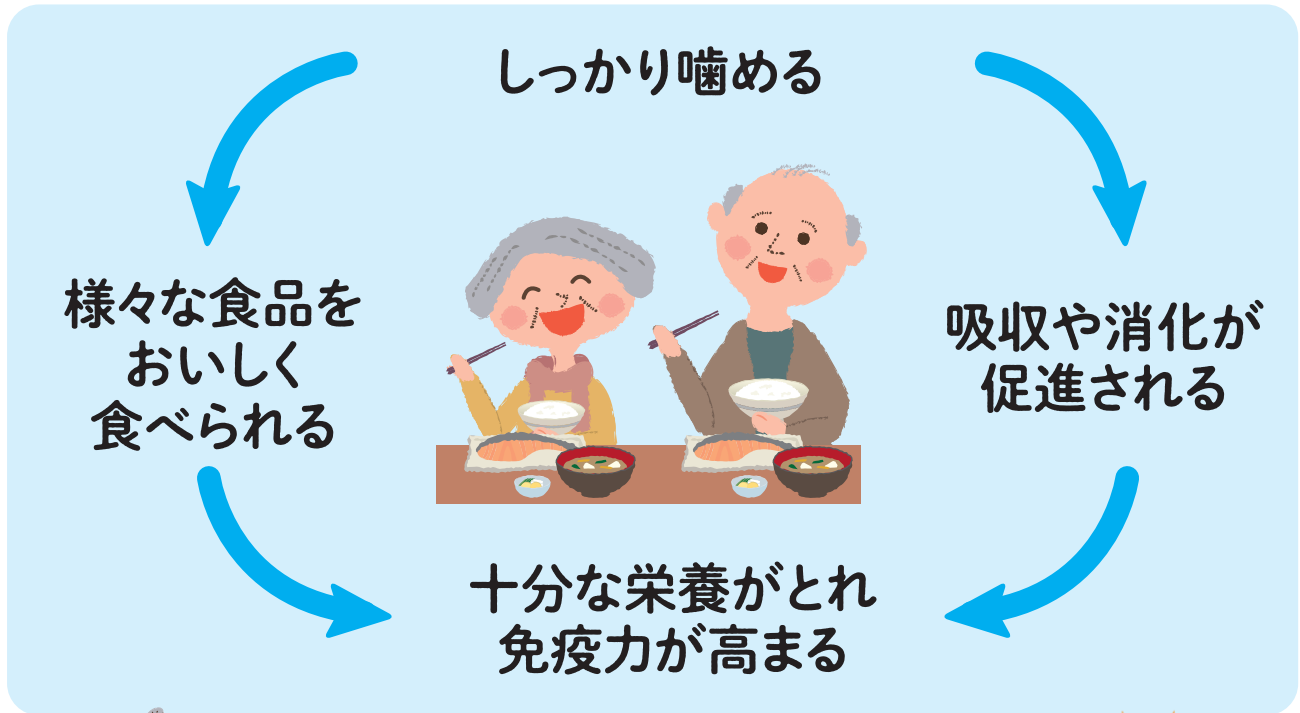 しっかり噛める
様々な食品を
おいしく
食べられる
吸収や消化が
促進される
十分な栄養がとれ
免疫力が高まる